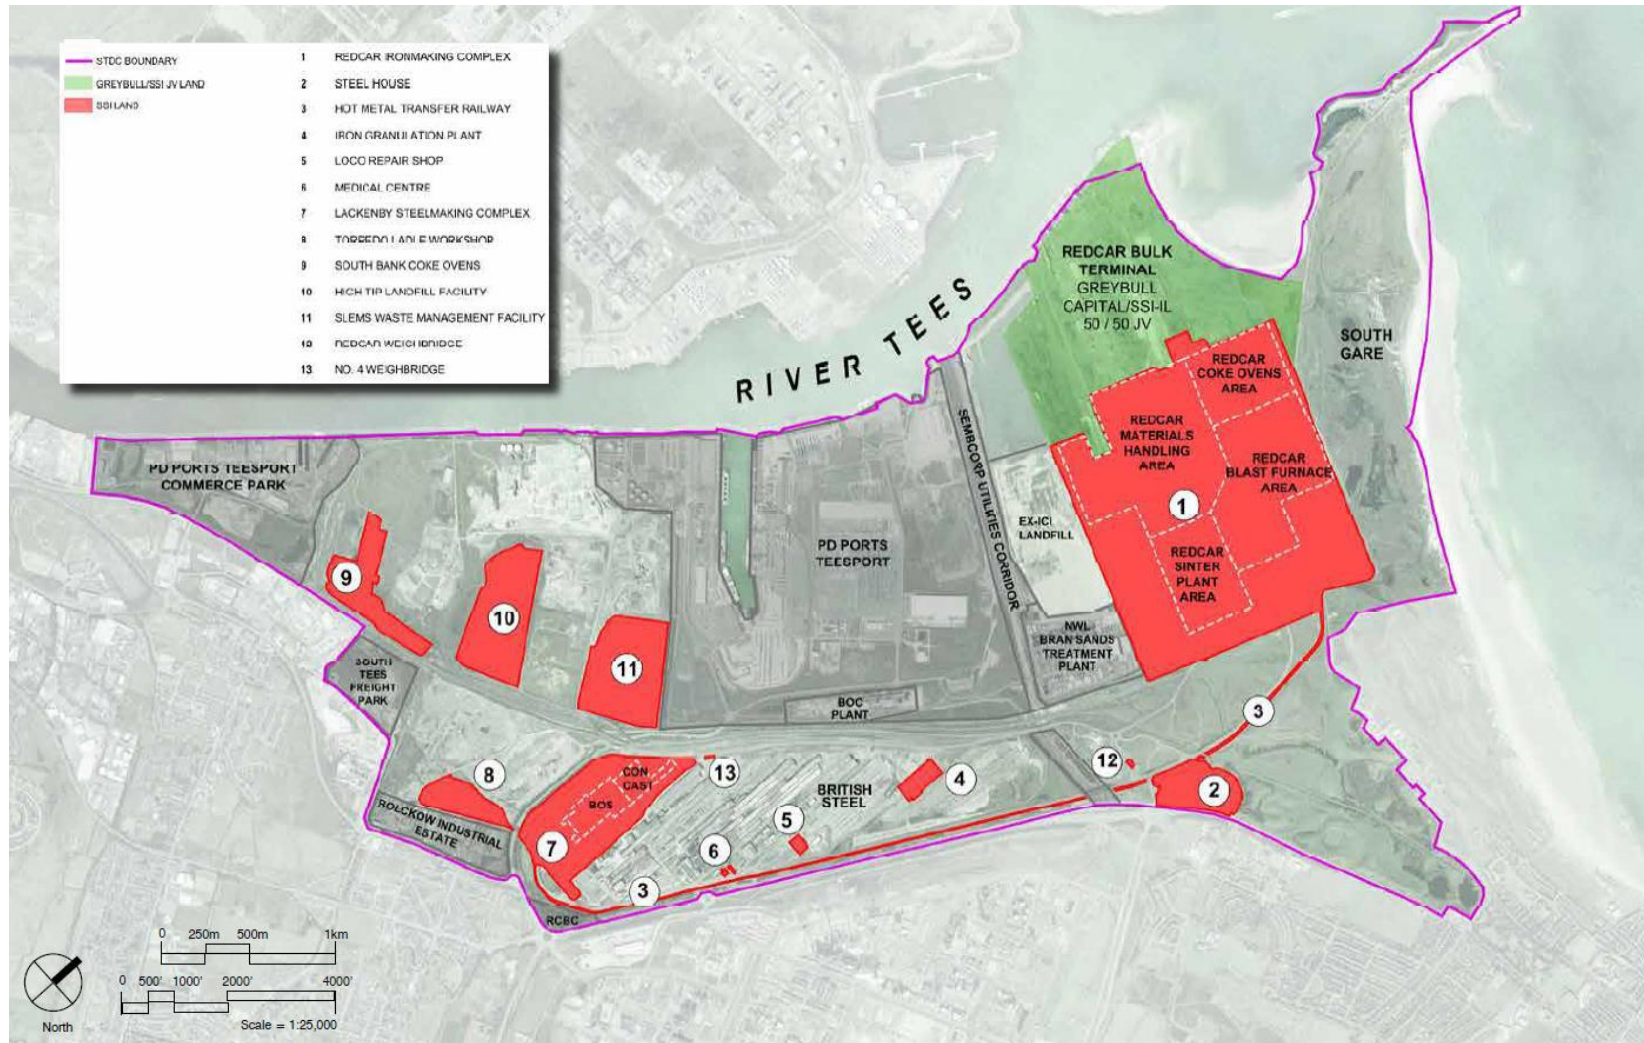 STDC BOUNDARY
GREYBULL/SSI JV LAND
SSI LAND
1 REDCAR IRONMAKING COMPLEX
2 STEEL HOUSE
3 HOT METAL TRANSFER RAILWAY
4 IRON GRANULATION PLANT
5 LOCO REPAIR SHOP
6 MEDICAL CENTRE
7 LACKENBY STEELMAKING COMPLEX
8 TORPEDO LADLE WORKSHOP
9 SOUTH BANK COKE OVENS
10 HIGH TIP LANDFILL FACILITY
11 SLEMS WASTE MANAGEMENT FACILITY
12 REDCAR WEIGHBRIDGE
13 NO. 4 WEIGHBRIDGE
RIVER TEES
REDCAR BULK
TERMINAL
GREYBULL
CAPITAL/SSI-IL
50 / 50 JV
SOUTH
GARE
REDCAR
COKE OVENS
AREA
REDCAR
MATERIALS
HANDLING
AREA
REDCAR
BLAST FURNACE
AREA
1
REDCAR
SINTER
PLANT
AREA
SEMBCORP UTILITIES CORRIDOR
EX-ICI
LANDFILL
NWL
BRAN SANDS
TREATMENT
PLANT
PD PORTS TEESPORT
COMMERCE PARK
PD PORTS
TEESPORT
9
10
11
SOUTH
TEES
FREIGHT
PARK
BOC
PLANT
3
8
CON
CAST
BOS
13
BRITISH
STEEL
4
12
2
BOLCKOW INDUSTRIAL
ESTATE
7
5
6
3
RCBC
0 250m 500m 1km
0 500' 1000' 2000' 4000'
Scale = 1:25,000
North